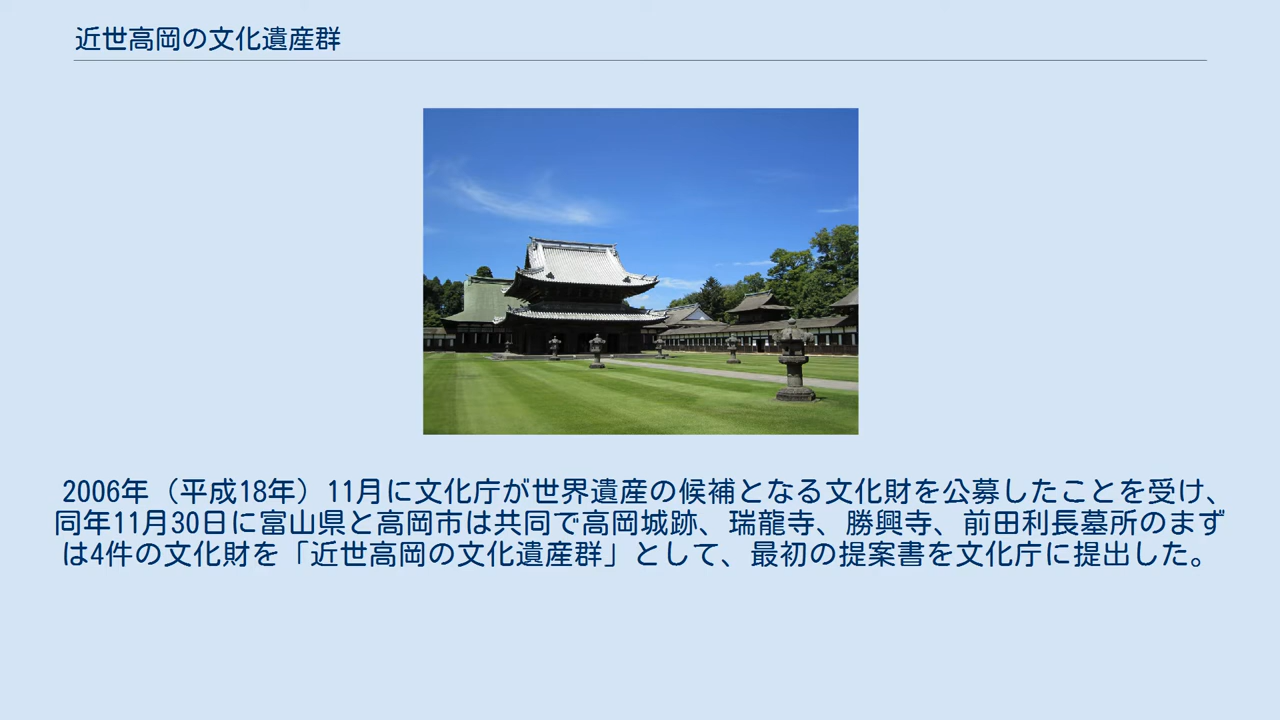 近世高岡の文化遺産群
2006年（平成18年）11月に文化庁が世界遺産の候補となる文化財を公募したことを受け、
同年11月30日に富山県と高岡市は共同で高岡城跡、瑞龍寺、勝興寺、前田利長墓所のまず
は4件の文化財を「近世高岡の文化遺産群」として、最初の提案書を文化庁に提出した。